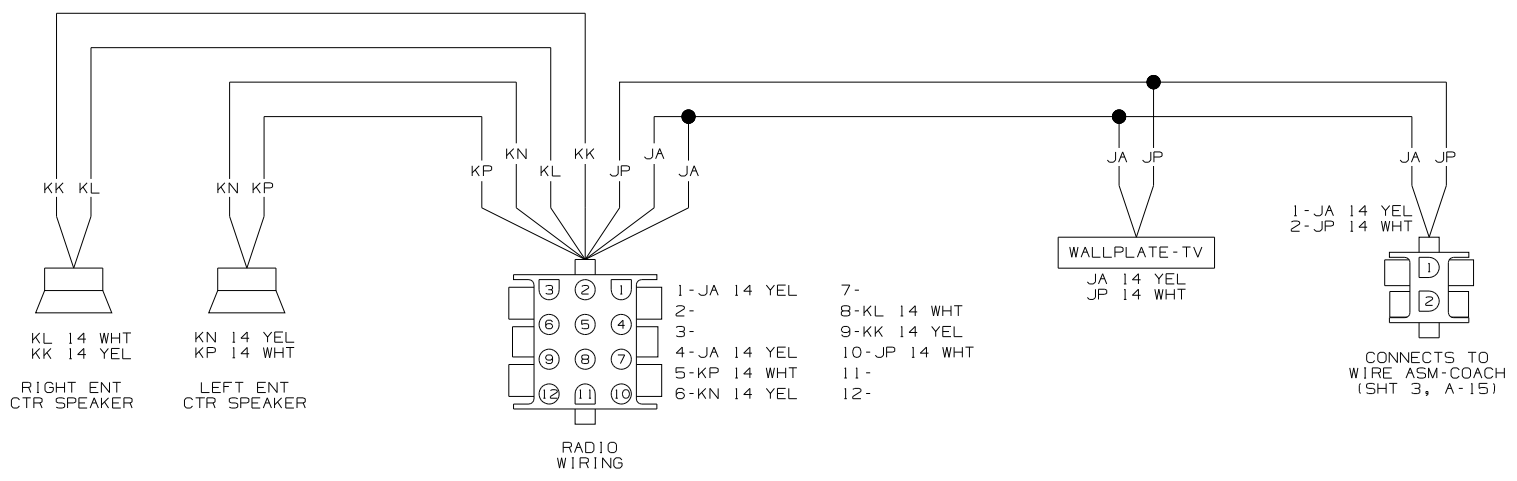 KK KL
KN KP
KP KN KL KK JP JA JA
JA JP
JA JP
KL 14 WHT
KK 14 YEL
RIGHT ENT
CTR SPEAKER
KN 14 YEL
KP 14 WHT
LEFT ENT
CTR SPEAKER
3 2 1
6 5 4
9 8 7
12 11 10
RADIO
WIRING
1-JA 14 YEL
2-
3-
4-JA 14 YEL
5-KP 14 WHT
6-KN 14 YEL
7-
8-KL 14 WHT
9-KK 14 YEL
10-JP 14 WHT
11-
12-
WALLPLATE-TV
JA 14 YEL
JP 14 WHT
1-JA 14 YEL
2-JP 14 WHT
1
2
CONNECTS TO
WIRE ASM-COACH
(SHT 3, A-15)